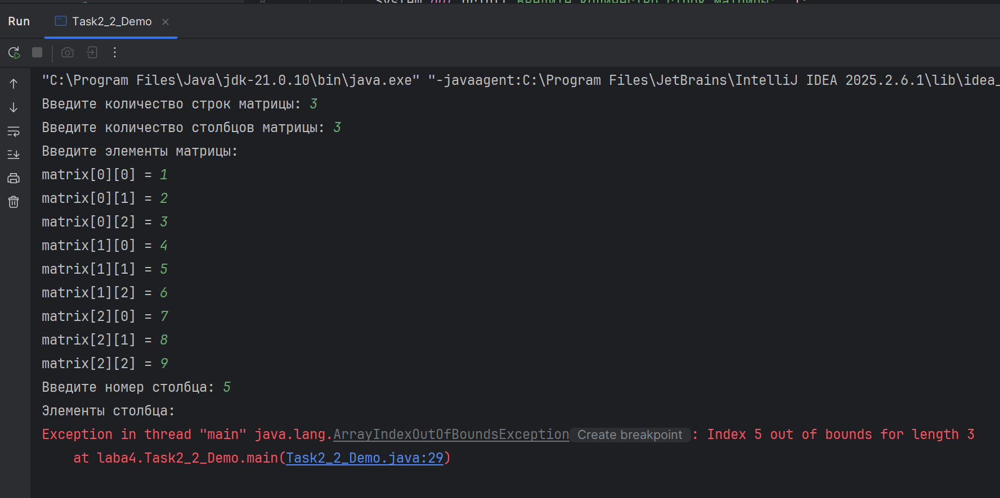 Run Task2_2_Demo
"C:\Program Files\Java\jdk-21.0.10\bin\java.exe" "-javaagent:C:\Program Files\JetBrains\IntelliJ IDEA 2025.2.6.1\lib\idea_
Введите количество строк матрицы: 3
Введите количество столбцов матрицы: 3
Введите элементы матрицы:
matrix[0][0] = 1
matrix[0][1] = 2
matrix[0][2] = 3
matrix[1][0] = 4
matrix[1][1] = 5
matrix[1][2] = 6
matrix[2][0] = 7
matrix[2][1] = 8
matrix[2][2] = 9
Введите номер столбца: 5
Элементы столбца:
Exception in thread "main" java.lang.ArrayIndexOutOfBoundsException Create breakpoint : Index 5 out of bounds for length 3
at laba4.Task2_2_Demo.main(Task2_2_Demo.java:29)